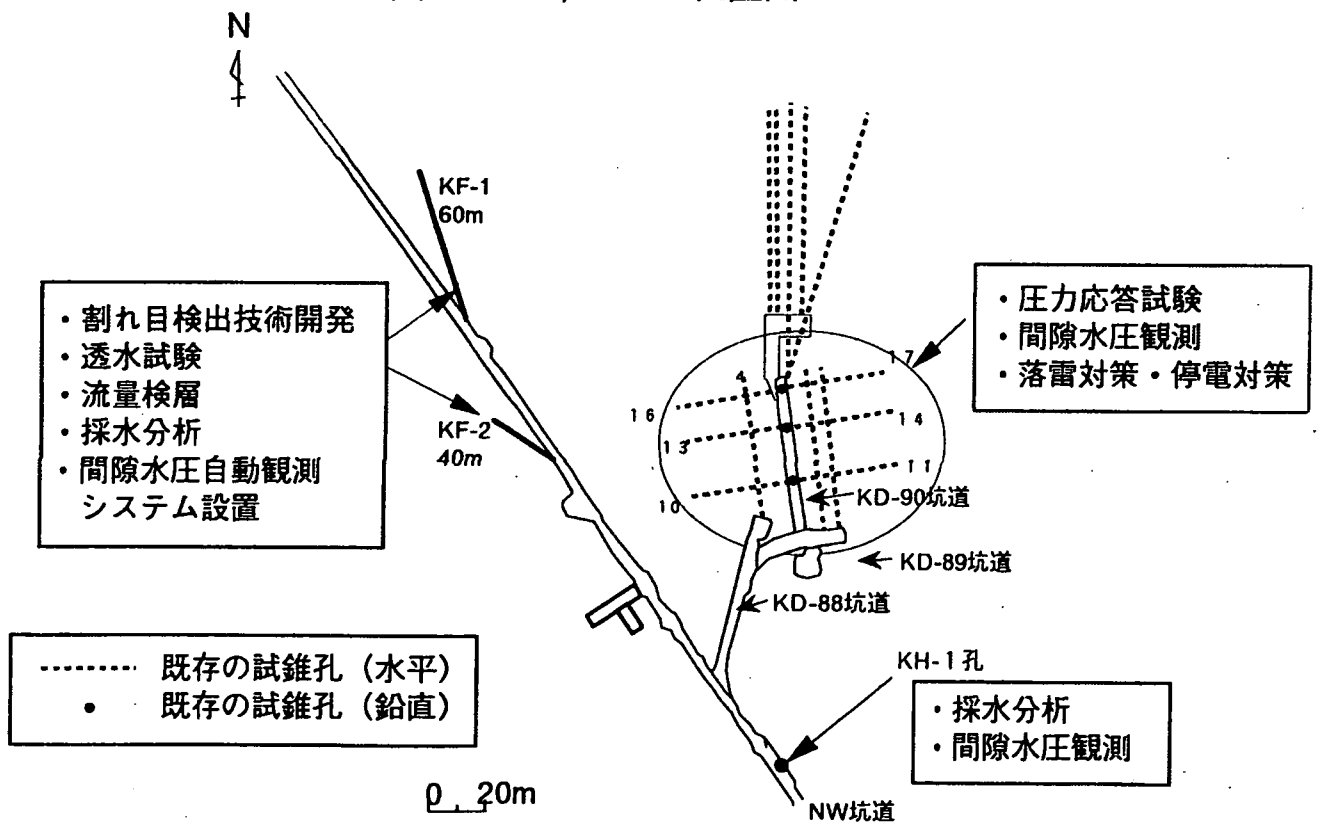 N
KF-1
60m
・割れ目検出技術開発
・透水試験
・流量検層
・採水分析
・間隙水圧自動観測
システム設置
KF-2
40m
・圧力応答試験
・間隙水圧観測
・落雷対策・停電対策
17
4
16
14
13
11
10
KD-90坑道
KD-89坑道
KD-88坑道
既存の試錐孔（水平）
既存の試錐孔（鉛直）
KH-1孔
・採水分析
・間隙水圧観測
0 20m
NW坑道